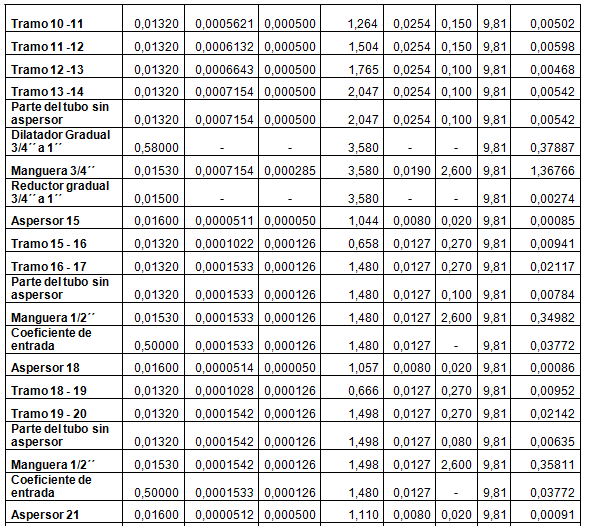 Tramo 10 -11 0,01320 0,0005621 0,000500 1,264 0,0254 0,150 9,81 0,00502
Tramo 11 -12 0,01320 0,0006132 0,000500 1,504 0,0254 0,150 9,81 0,00598
Tramo 12 -13 0,01320 0,0006643 0,000500 1,765 0,0254 0,100 9,81 0,00468
Tramo 13 -14 0,01320 0,0007154 0,000500 2,047 0,0254 0,100 9,81 0,00542
Parte del tubo sin
aspersor 0,01320 0,0007154 0,000500 2,047 0,0254 0,100 9,81 0,00542
Dilatador Gradual
3/4´´ a 1´´ 0,58000 - - 3,580 - - 9,81 0,37887
Manguera 3/4´´ 0,01530 0,0007154 0,000285 3,580 0,0190 2,600 9,81 1,36766
Reductor gradual
3/4´´ a 1´´ 0,01500 - - 3,580 - - 9,81 0,00274
Aspersor 15 0,01600 0,0000511 0,000050 1,044 0,0080 0,020 9,81 0,00085
Tramo 15 - 16 0,01320 0,0001022 0,000126 0,658 0,0127 0,270 9,81 0,00941
Tramo 16 - 17 0,01320 0,0001533 0,000126 1,480 0,0127 0,270 9,81 0,02117
Parte del tubo sin
aspersor 0,01320 0,0001533 0,000126 1,480 0,0127 0,100 9,81 0,00784
Manguera 1/2´´ 0,01530 0,0001533 0,000126 1,480 0,0127 2,600 9,81 0,34982
Coeficiente de
entrada 0,50000 0,0001533 0,000126 1,480 0,0127 - 9,81 0,03772
Aspersor 18 0,01600 0,0000514 0,000050 1,057 0,0080 0,020 9,81 0,00086
Tramo 18 - 19 0,01320 0,0001028 0,000126 0,666 0,0127 0,270 9,81 0,00952
Tramo 19 - 20 0,01320 0,0001542 0,000126 1,498 0,0127 0,270 9,81 0,02142
Parte del tubo sin
aspersor 0,01320 0,0001542 0,000126 1,498 0,0127 0,080 9,81 0,00635
Manguera 1/2´´ 0,01530 0,0001542 0,000126 1,498 0,0127 2,600 9,81 0,35811
Coeficiente de
entrada 0,50000 0,0001533 0,000126 1,480 0,0127 - 9,81 0,03772
Aspersor 21 0,01600 0,0000512 0,000500 1,110 0,0080 0,020 9,81 0,00091